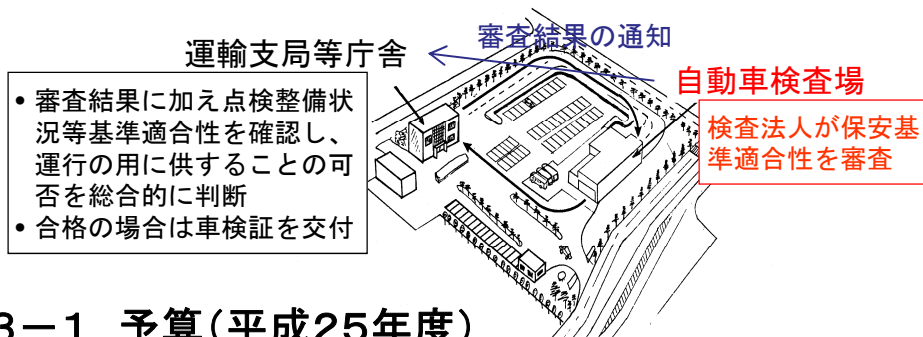 審査結果の通知
運輸支局等庁舎
自動車検査場
• 審査結果に加え点検整備状
況等基準適合性を確認し、
運行の用に供することの可
否を総合的に判断
• 合格の場合は車検証を交付
検査法人が保安基
準適合性を審査
3－1 予算（平成25年度）